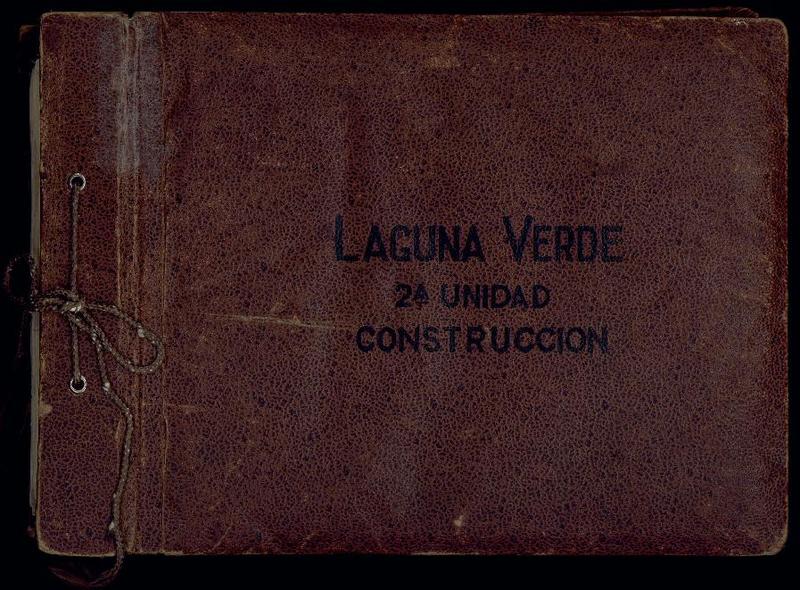 LAGUNA VERDE
2ª UNIDAD
CONSTRUCCION